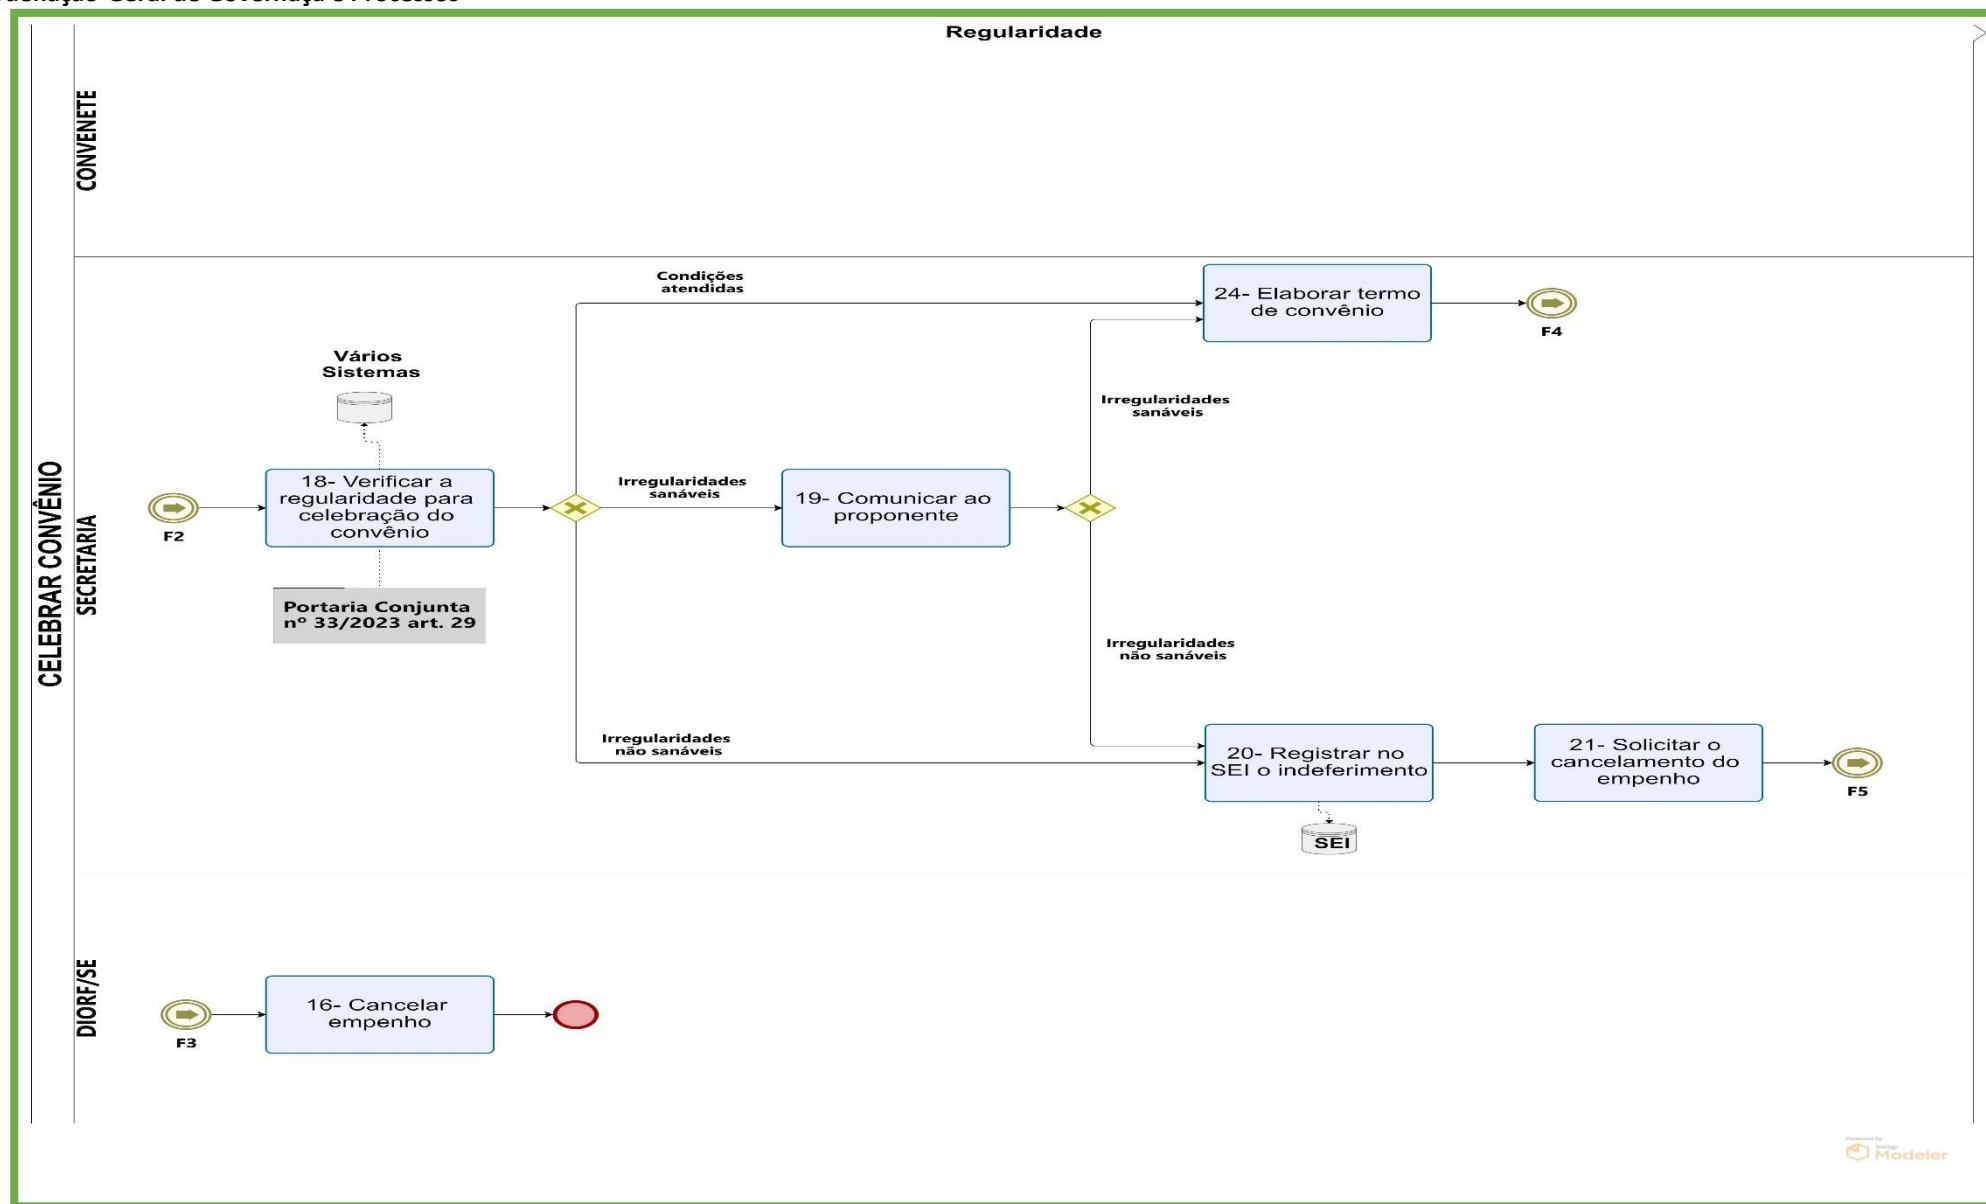 Regularidade
CELEBRAR CONVÊNIO
CONVENETE
SECRETARIA
DIORF/SE
Condições
atendidas
24- Elaborar termo
de convênio
F4
Vários
Sistemas
Irregularidades
sanáveis
F2
18- Verificar a
regularidade para
celebração do
convênio
Irregularidades
sanáveis
19- Comunicar ao
proponente
Portaria Conjunta
nº 33/2023 art. 29
Irregularidades
não sanáveis
Irregularidades
não sanáveis
20- Registrar no
SEI o indeferimento
21- Solicitar o
cancelamento do
empenho
F5
SEI
F3
16- Cancelar
empenho
Powered by
bizagi
Modeler